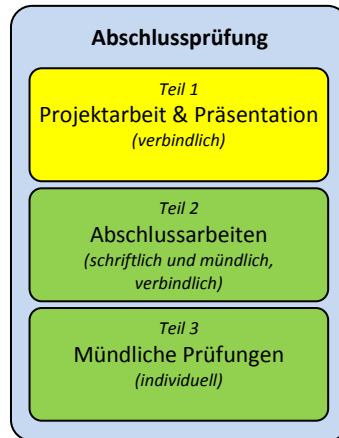 Abschlussprüfung
Teil 1
Projektarbeit & Präsentation
(verbindlich)
Teil 2
Abschlussarbeiten
(schriftlich und mündlich,
verbindlich)
Teil 3
Mündliche Prüfungen
(individuell)